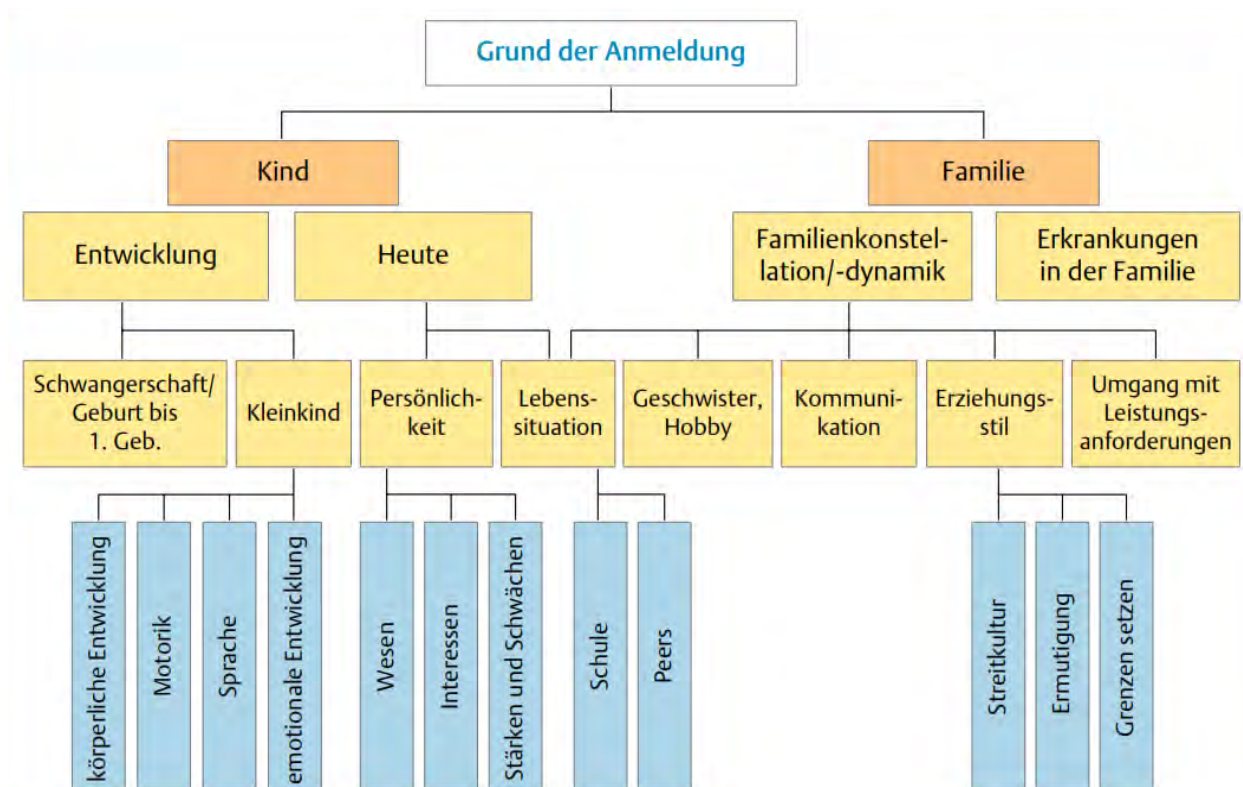 Grund der Anmeldung
Kind
Familie
Entwicklung
Heute
Familienkonstel-
lation/-dynamik
Erkrankungen
in der Familie
Schwangerschaft/
Geburt bis
1. Geb.
Kleinkind
Persönlich-
keit
Lebens-
situation
Geschwister,
Hobby
Kommuni-
kation
Erziehungs-
stil
Umgang mit
Leistungs-
anforderungen
körperliche Entwicklung
Motorik
Sprache
emotionale Entwicklung
Wesen
Interessen
Stärken und Schwächen
Schule
Peers
Streitkultur
Ermutigung
Grenzen setzen